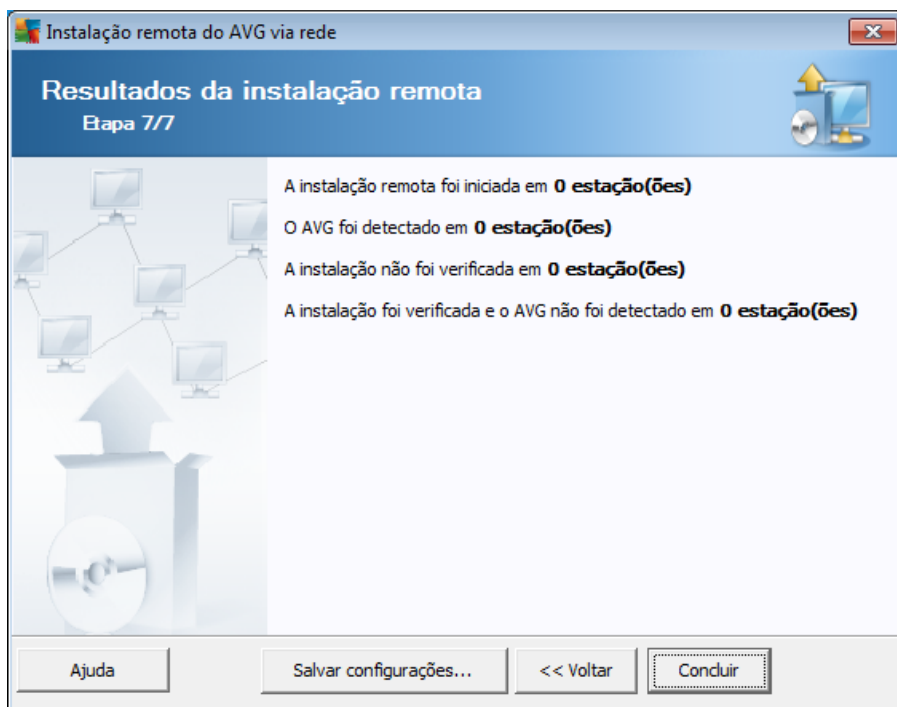 Instalação remota do AVG via rede
Resultados da instalação remota
Etapa 7/7
A instalação remota foi iniciada em 0 estação(ões)
O AVG foi detectado em 0 estação(ões)
A instalação não foi verificada em 0 estação(ões)
A instalação foi verificada e o AVG não foi detectado em 0 estação(ões)
Ajuda
Salvar configurações...
<< Voltar
Concluir